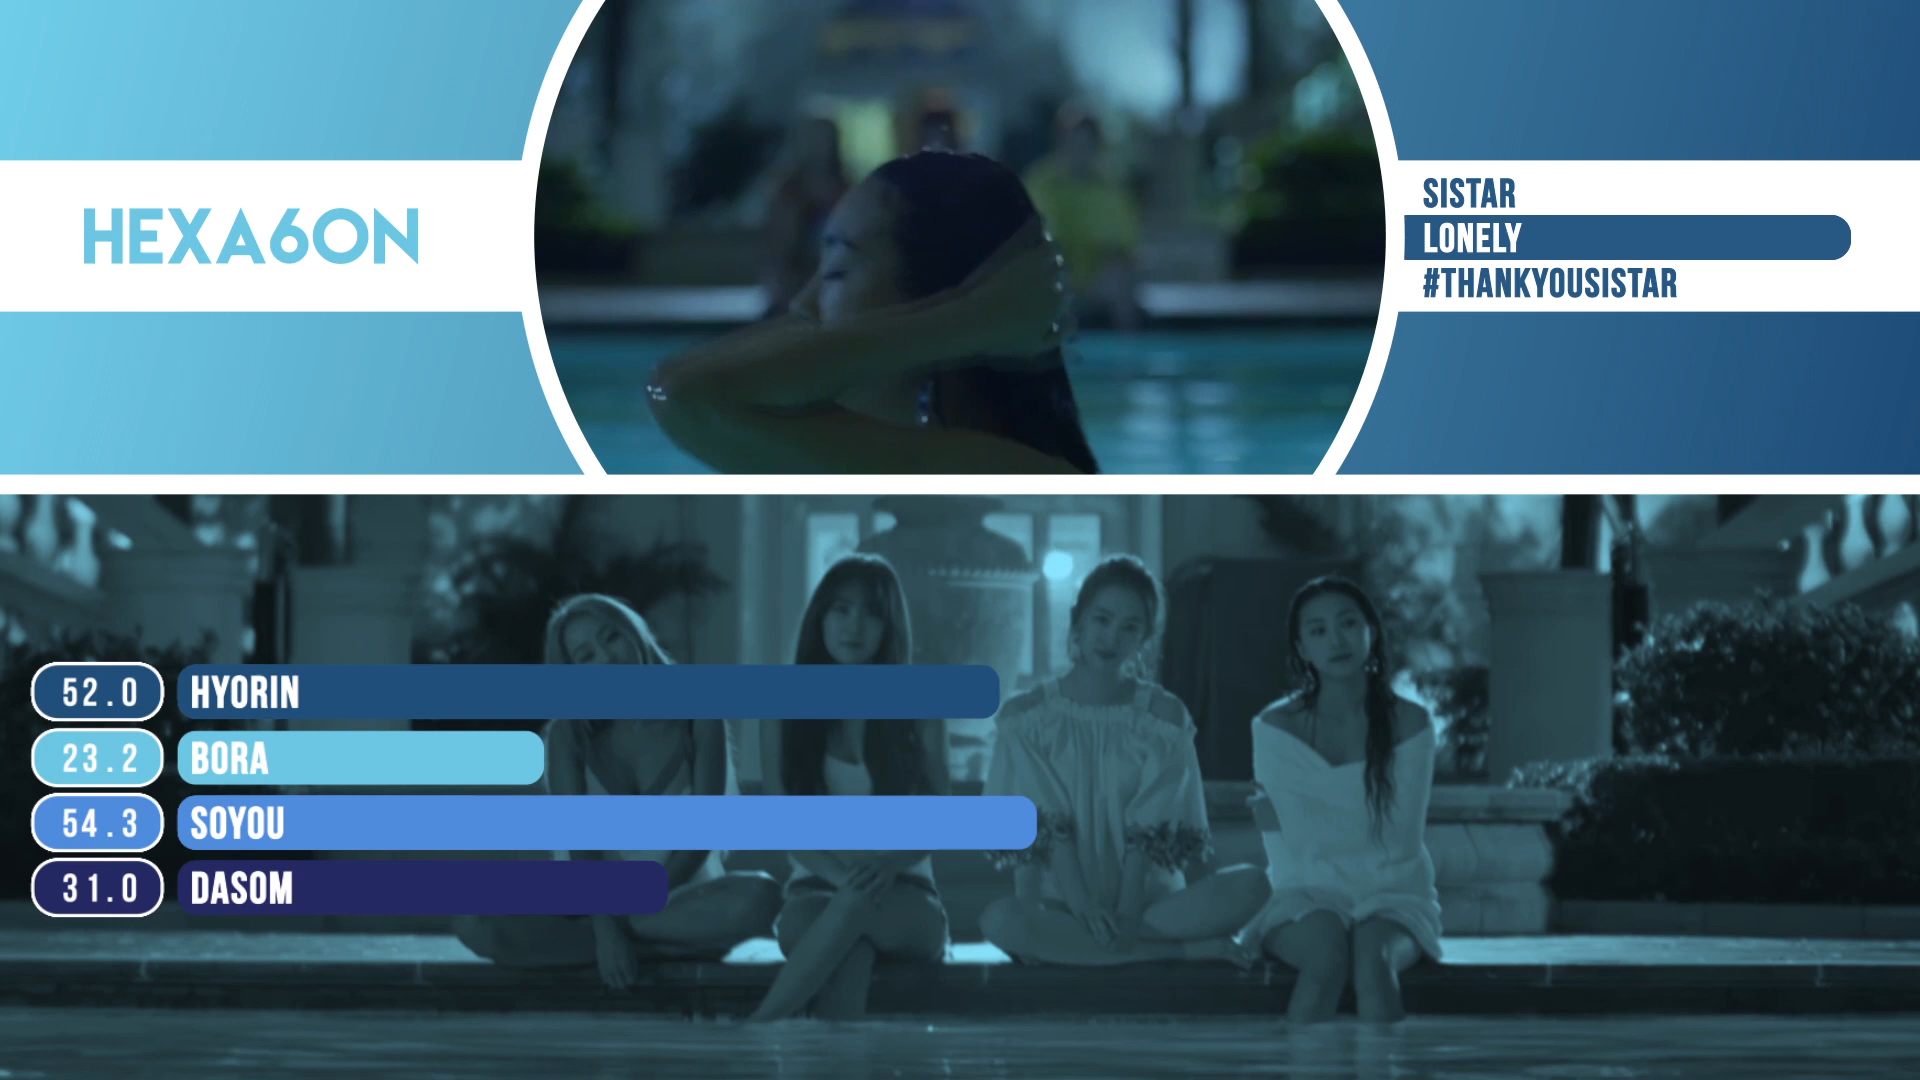 HEXA6ON
SISTAR
LONELY
#THANKYOUSISTAR
52.0 HYORIN
23.2 BORA
54.3 SOYOU
31.0 DASOM